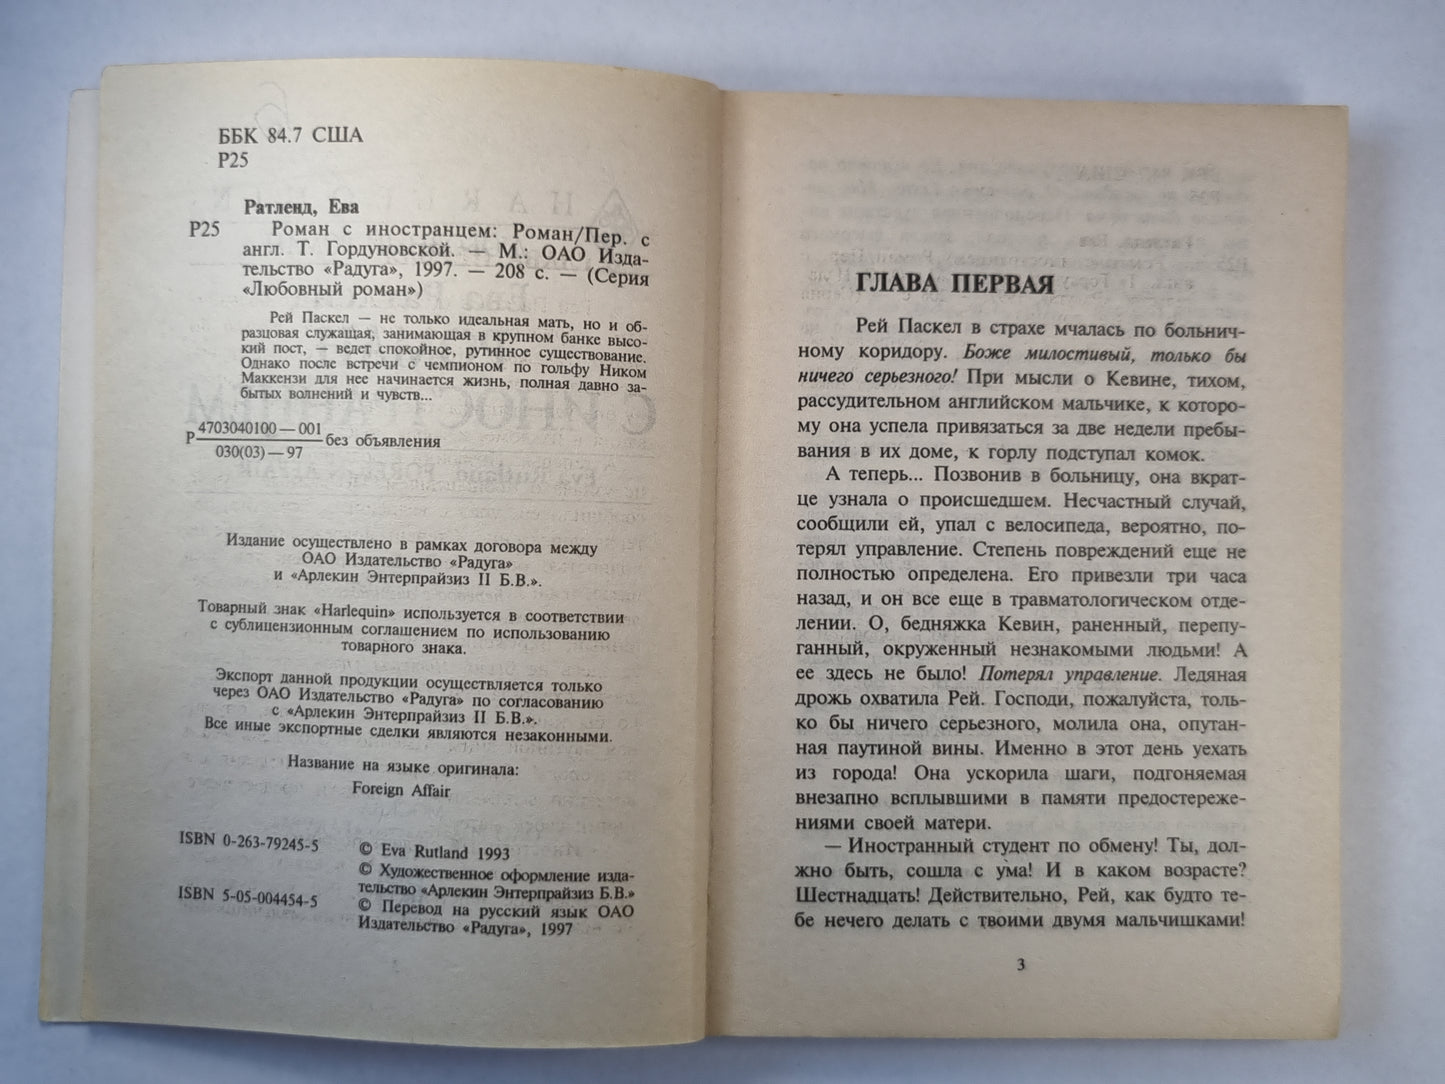 ББК 84.7 США
Р25
Ратленд, Ева
Р25 Роман с иностранцем: Роман/Пер. с
англ. Т. Гордуновской. — М.: ОАО Изда-
тельство «Радуга», 1997. — 208 с. — (Серия
«Любовный роман»)
Рей Паскел — не только идеальная мать, но и об-
разцовая служащая, занимающая в крупном банке высо-
кий пост, — ведет спокойное, рутинное существование.
Однако после встречи с чемпионом по гольфу Ником
Маккензи для нее начинается жизнь, полная давно за-
бытых волнений и чувств...
Р 4703040100 — 001
030(03) — 97
без объявления
Издание осуществлено в рамках договора между
ОАО Издательство «Радуга»
и «Арлекин Энтерпрайзиз II Б.В.».
Товарный знак «Harlequin» используется в соответствии
с сублицензионным соглашением по использованию
товарного знака.
Экспорт данной продукции осуществляется только
через ОАО Издательство «Радуга» по согласованию
с «Арлекин Энтерпрайзиз II Б.В.».
Все иные экспортные сделки являются незаконными.
Название на языке оригинала:
Foreign Affair
ISBN 0-263-79245-5
ISBN 5-05-004454-5
© Eva Rutland 1993
© Художественное оформление изда-
тельство «Арлекин Энтерпрайзиз Б.В.»
© Перевод на русский язык ОАО
Издательство «Радуга», 1997
ГЛАВА ПЕРВАЯ
Рей Паскел в страхе мчалась по больнич-
ному коридору. Боже милостивый, только бы
ничего серьезного! При мысли о Кевине, тихом,
рассудительном английском мальчике, к которо-
му она успела привязаться за две недели пребы-
вания в их доме, к горлу подступал комок.
А теперь... Позвонив в больницу, она вкрат-
це узнала о происшедшем. Несчастный случай,
сообщили ей, упал с велосипеда, вероятно, по-
терял управление. Степень повреждений еще не
полностью определена. Его привезли три часа
назад, и он все еще в травматологическом отде-
лении. О, бедняжка Кевин, раненный, перепу-
ганный, окруженный незнакомыми людьми! А
ее здесь не было! Потерял управление. Ледяная
дрожь охватила Рей. Господи, пожалуйста, толь-
ко бы ничего серьезного, молила она, опутан-
ная паутиной вины. Именно в этот день уехать
из города! Она ускорила шаги, подгоняемая
внезапно всплывшими в памяти предостереже-
ниями своей матери.
— Иностранный студент по обмену! Ты, дол-
жно быть, сошла с ума! И в каком возрасте?
Шестнадцать! Действительно, Рей, как будто те-
бе нечего делать с твоими двумя мальчишками!
3